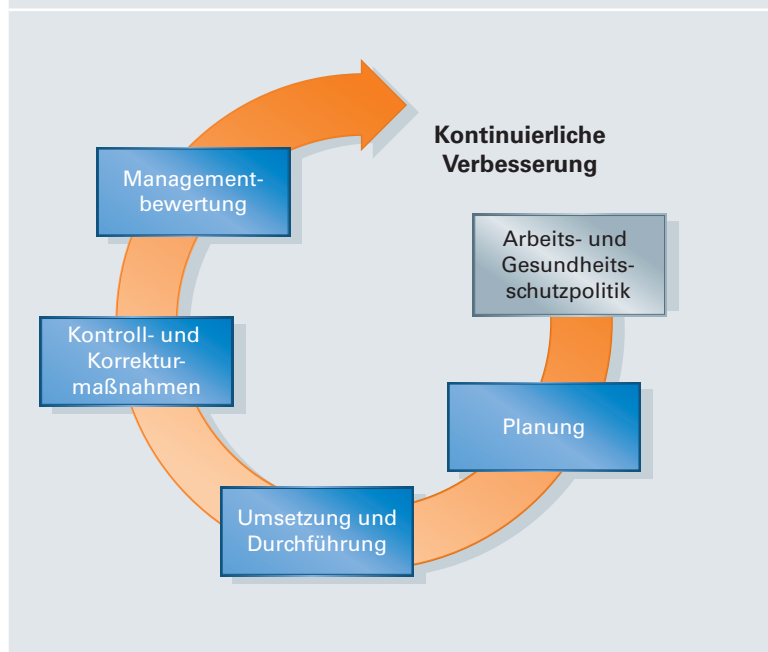 Kontinuierliche
Verbesserung
Arbeits- und
Gesundheits-
schutzpolitik
Planung
Umsetzung und
Durchführung
Kontroll- und
Korrektur-
maßnahmen
Management-
bewertung